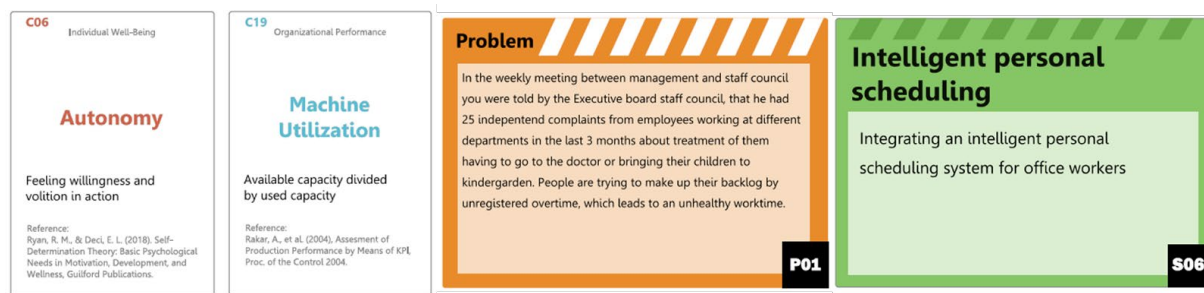 C06
Individual Well-Being
Autonomy
Feeling willingness and
volition in action
Reference:
Ryan, R. M., & Deci, E. L. (2018). Self-
Determination Theory: Basic Psychological
Needs in Motivation, Development, and
Wellness, Guilford Publications.
C19
Organizational Performance
Machine
Utilization
Available capacity divided
by used capacity
Reference:
Rakar, A., et al. (2004), Assesment of
Production Performance by Means of KPI,
Proc. of the Control 2004.
Problem
In the weekly meeting between management and staff council
you were told by the Executive board staff council, that he had
25 independend complaints from employees working at different
departments in the last 3 months about treatment of them
having to go to the doctor or bringing their children to
kindergarden. People are trying to make up their backlog by
unregistered overtime, which leads to an unhealthy worktime.
P01
Intelligent personal
scheduling
Integrating an intelligent personal
scheduling system for office workers
S06